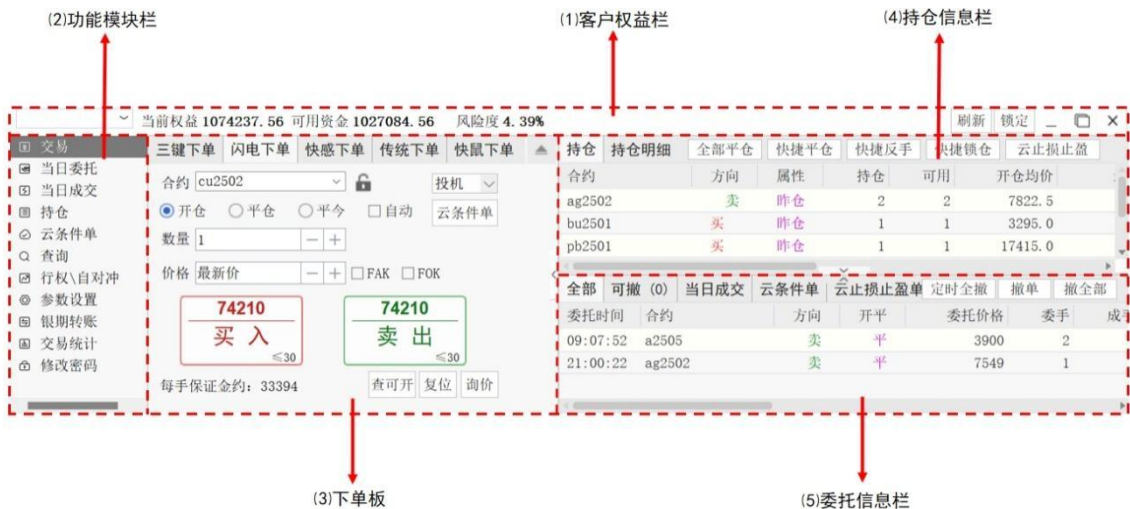 ⑵功能模块栏
⑴客户权益栏
⑷持仓信息栏
当前权益 1074237.56 可用资金 1027084.56 风险度 4.39%
刷新 锁定
交易
当日委托
当日成交
持仓
云条件单
查询
行权\自对冲
参数设置
银期转账
交易统计
修改密码
三键下单 闪电下单 快感下单 传统下单 快鼠下单
合约 cu2502 投机
开仓 平仓 平今 自动 云条件单
数量 1
价格 最新价 FAK FOK
74210 74210
买入 卖出
≤30 ≤30
每手保证金约: 33394 查可开 复位 询价
持仓 持仓明细 全部平仓 快捷平仓 快捷反手 快捷锁仓 云止损止盈
合约 方向 属性 持仓 可用 开仓均价
ag2502 卖 昨仓 2 2 7822.5
bu2501 买 昨仓 1 1 3295.0
pb2501 买 昨仓 1 1 17415.0
全部 可撤 (0) 当日成交 云条件单 云止损止盈单 定时全撤 撤单 撤全部
委托时间 合约 方向 开平 委托价格 委手 成手
09:07:52 a2505 卖 平 3900 2
21:00:22 ag2502 卖 平 7549 1
⑶下单板
⑸委托信息栏